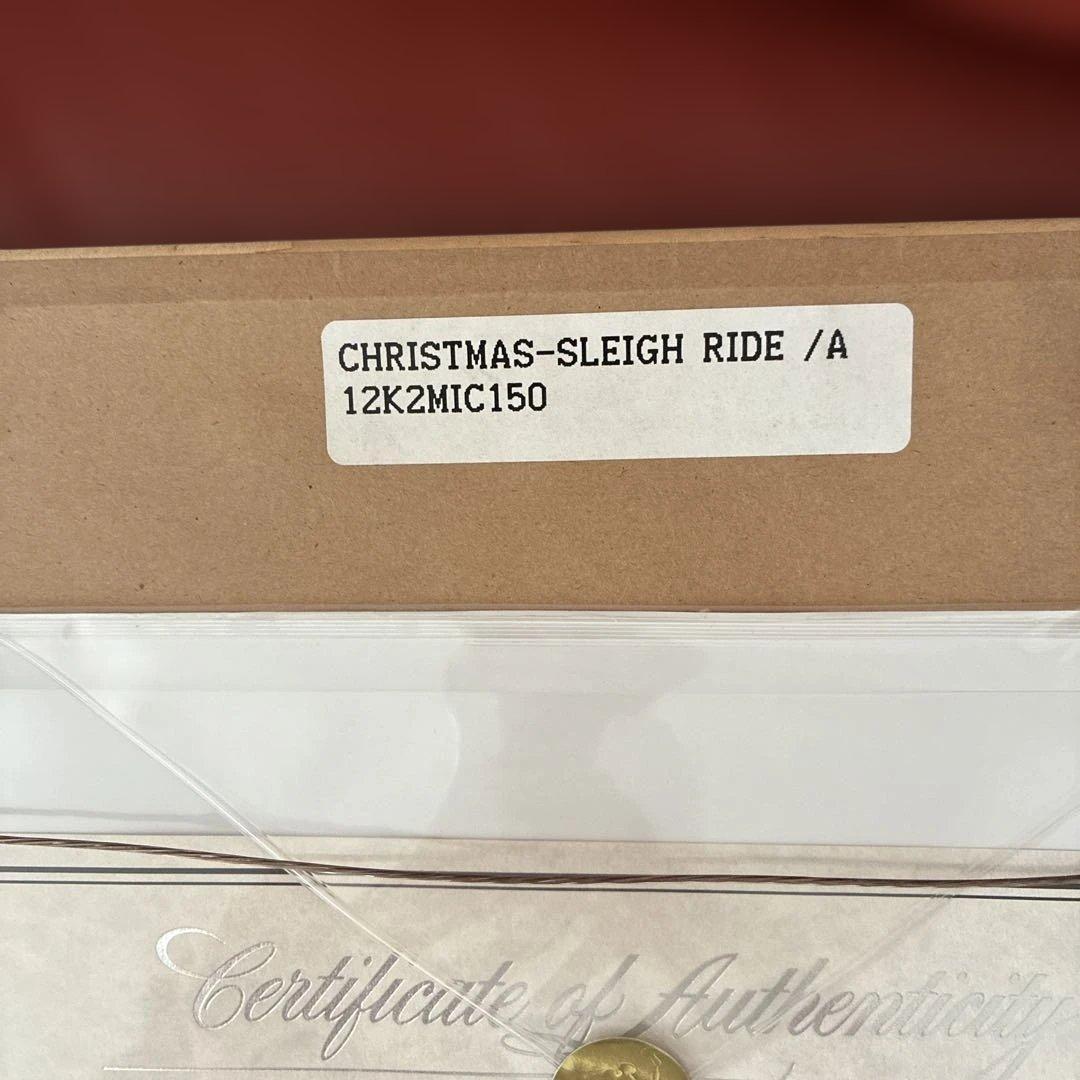 CHRISTMAS-SLEIGH RIDE /A
12K2MIC150
Certificate of Authenticity